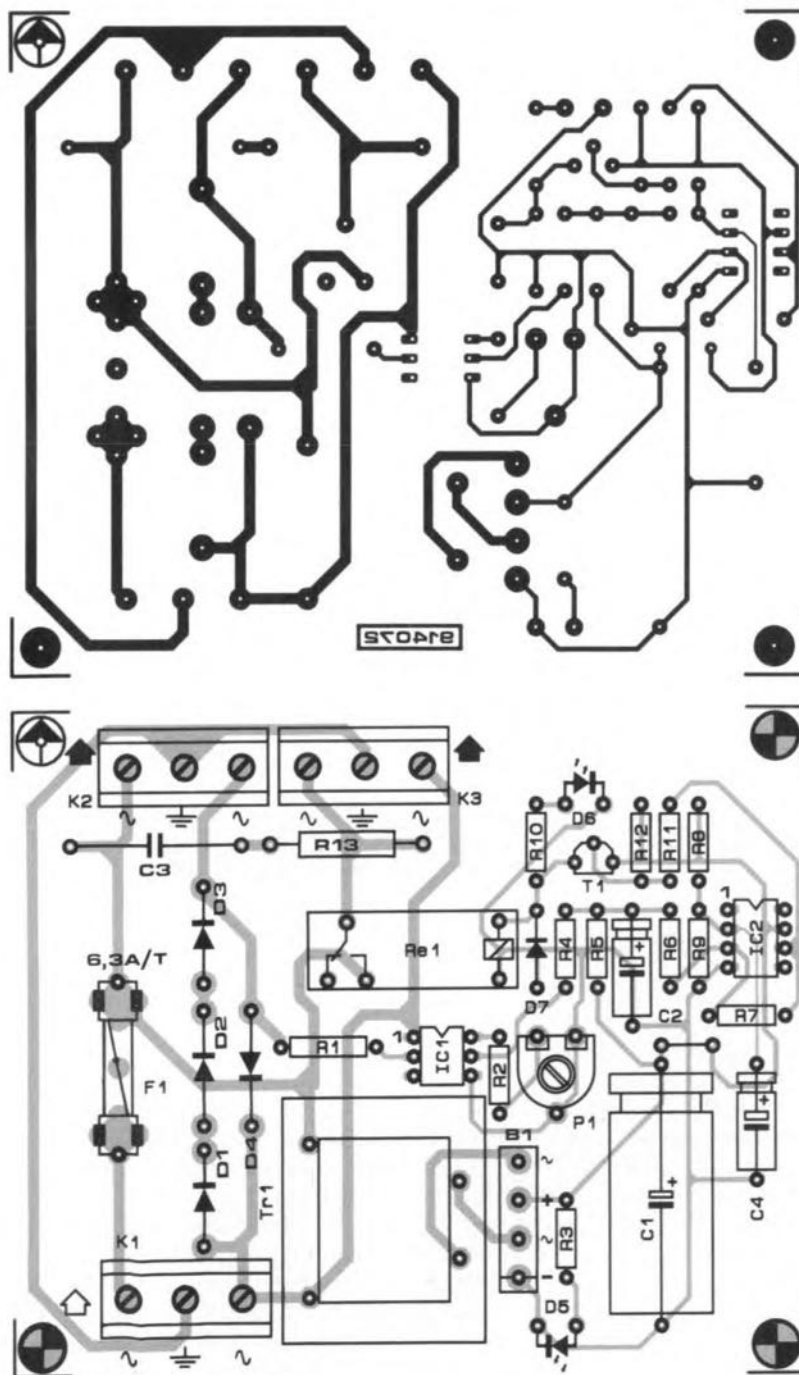 914072
K2
K3
~
~
~
~
C3
R13
D3
D6
R10
T1
R12
R11
R8
Re1
6,3A/T
R4
R5
R6
R9
1
IC2
D7
C2
R7
D2
F1
R1
1
IC1
R2
P1
D1
D4
Tr1
B1
~
+
~
-
R3
+
C1
+
C4
K1
D5
~
~